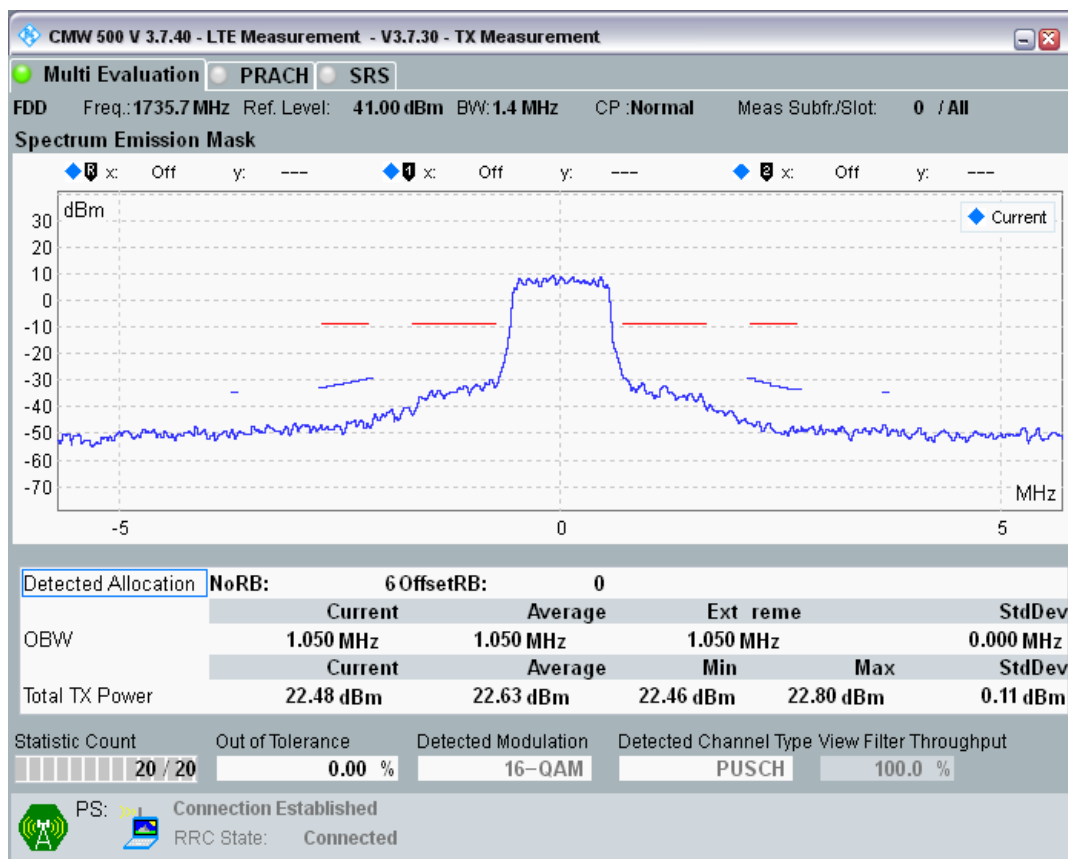 CMW 500 V 3.7.40 - LTE Measurement - V3.7.30 - TX Measurement
Multi Evaluation PRACH SRS
FDD Freq.: 1735.7 MHz Ref. Level: 41.00 dBm BW: 1.4 MHz CP : Normal Meas Subfr./Slot: 0 / All
Spectrum Emission Mask
R x: Off y: --- 1 x: Off y: --- 2 x: Off y: ---
dBm
Current
30
20
10
0
-10
-20
-30
-40
-50
-60
-70
MHz
-5 0 5
Detected Allocation NoRB: 6 OffsetRB: 0
Current Average Ext reme StdDev
OBW 1.050 MHz 1.050 MHz 1.050 MHz 0.000 MHz
Current Average Min Max StdDev
Total TX Power 22.48 dBm 22.63 dBm 22.46 dBm 22.80 dBm 0.11 dBm
Statistic Count Out of Tolerance Detected Modulation Detected Channel Type View Filter Throughput
20 / 20 0.00 % 16-QAM PUSCH 100.0 %
PS: Connection Established
RRC State: Connected